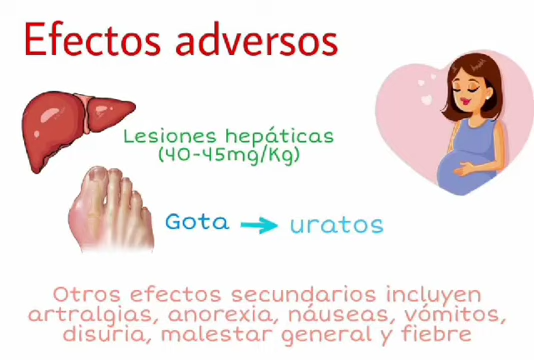 Efectos adversos
Lesiones hepáticas
(40-45mg/Kg)
Gota → uratos
Otros efectos secundarios incluyen
artralgias, anorexia, náuseas, vómitos,
disuria, malestar general y fiebre